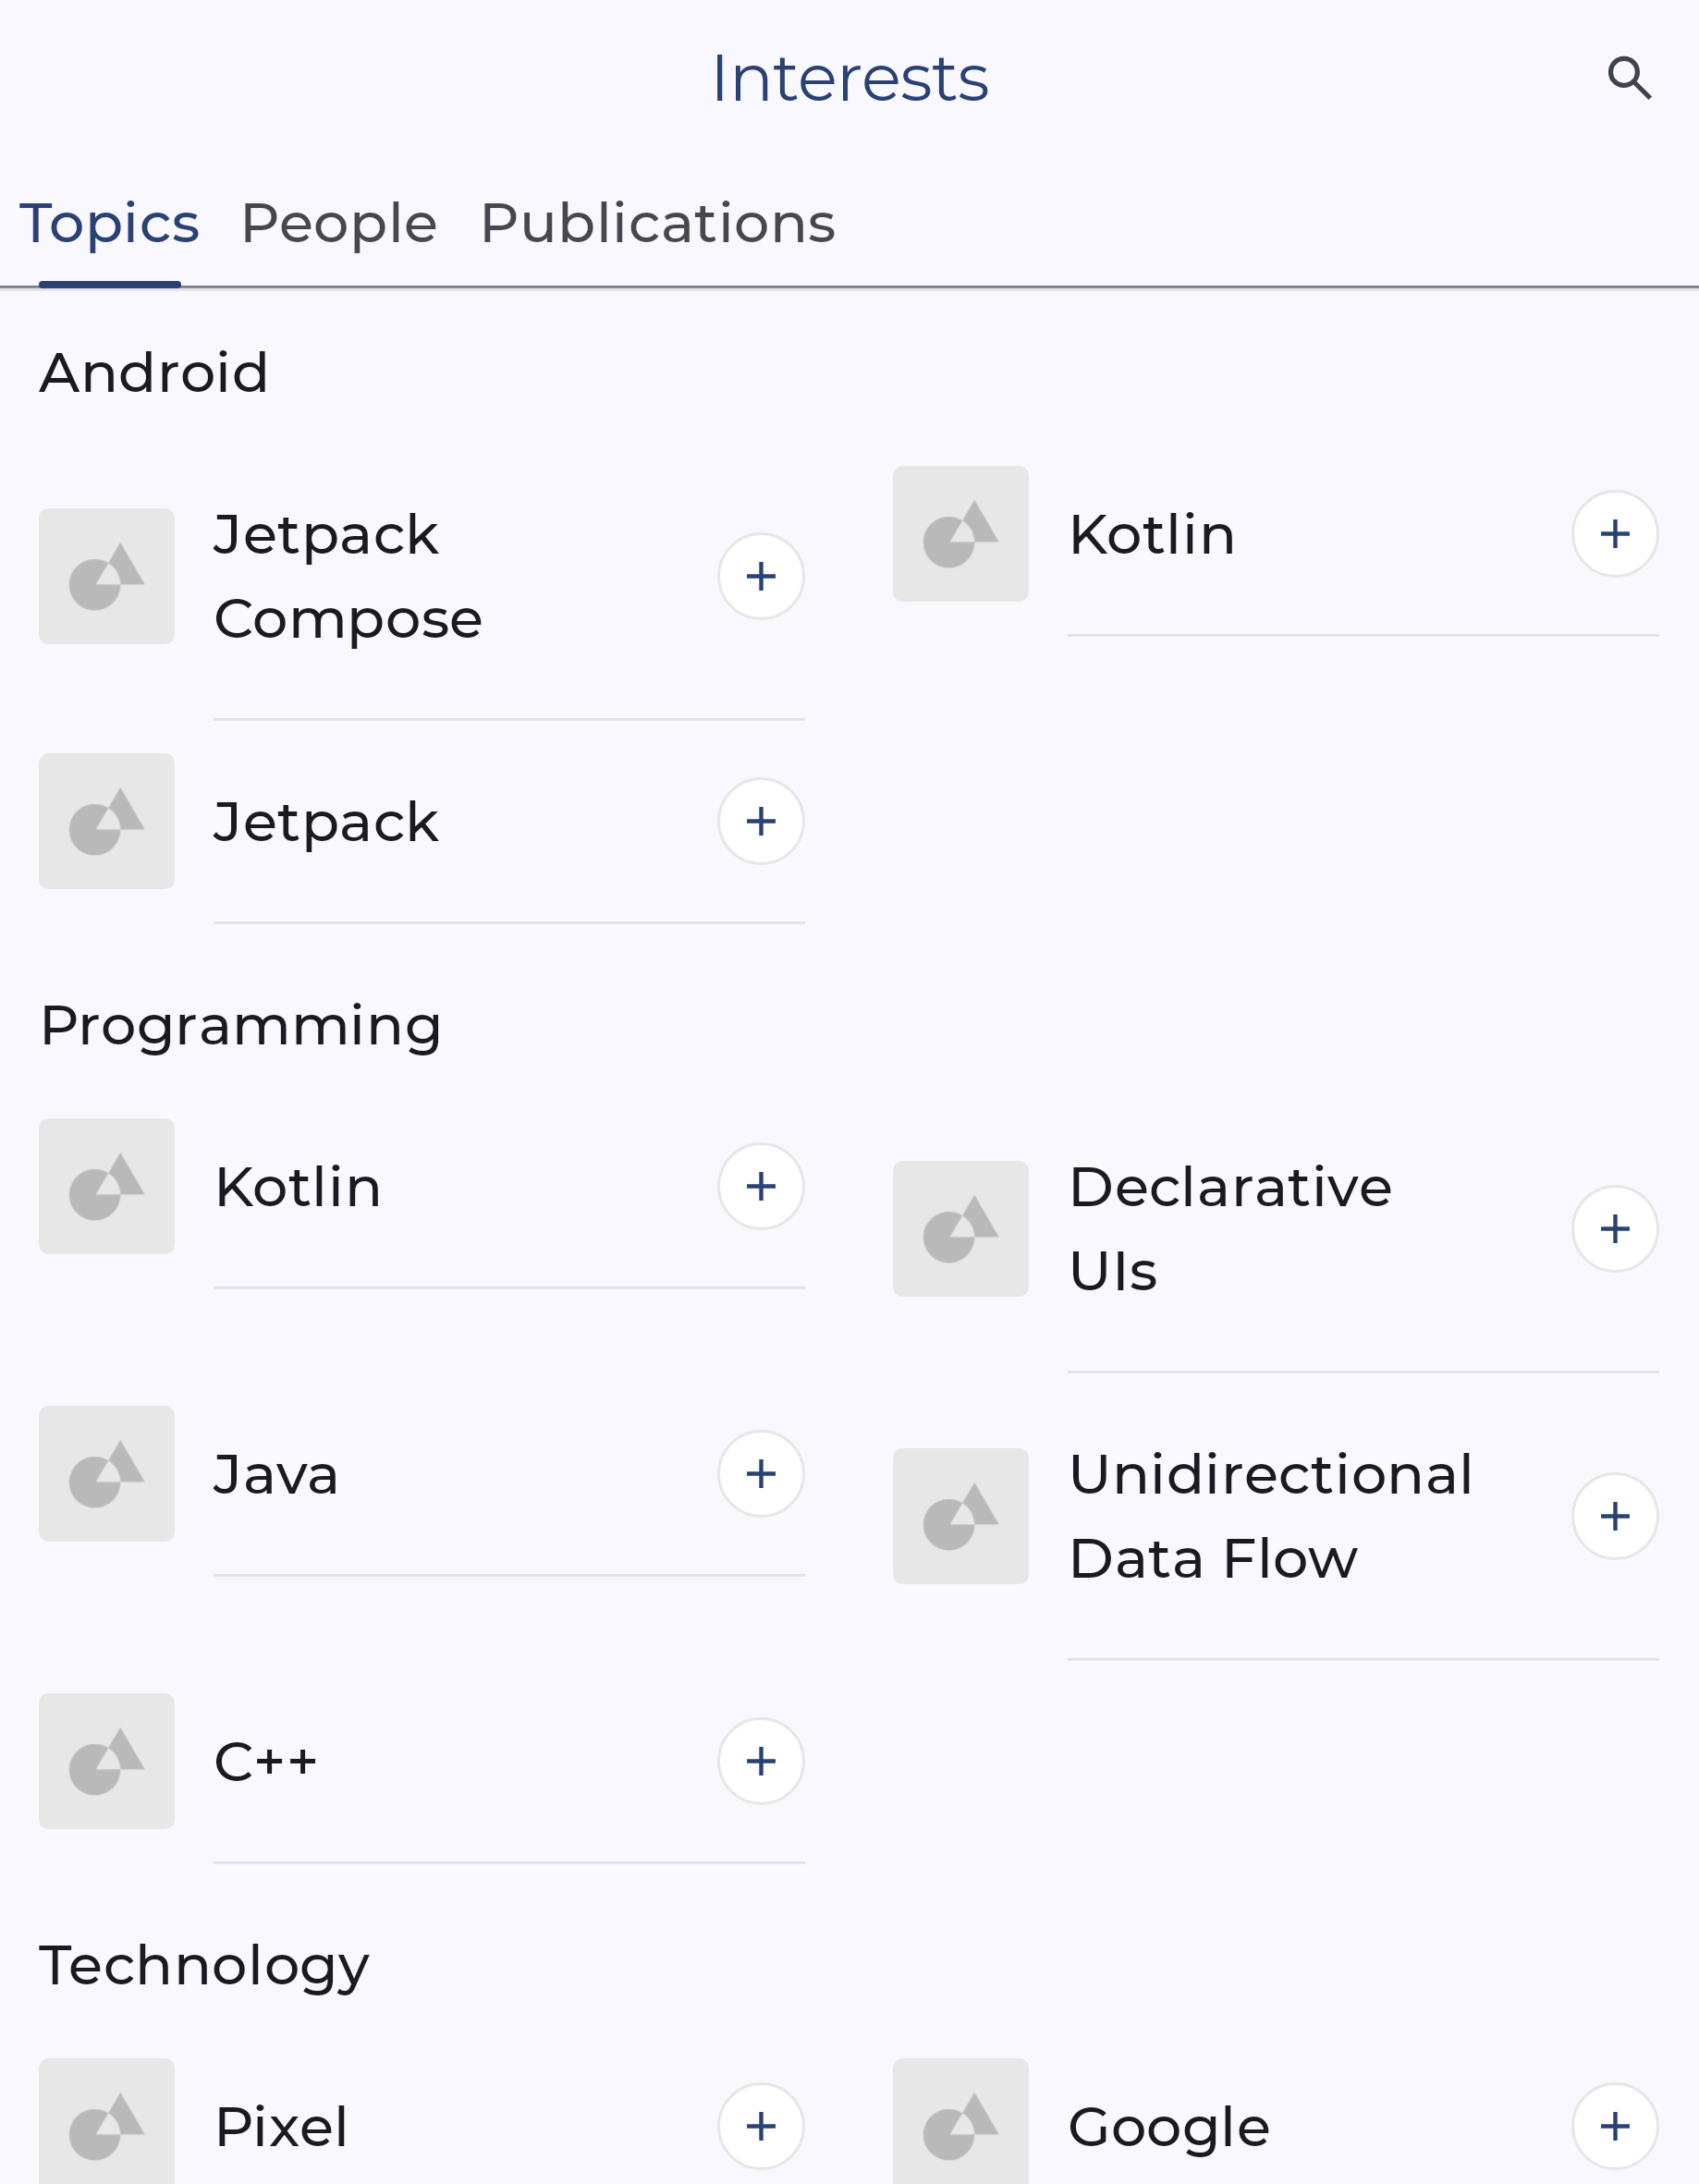 Interests
Topics
People
Publications
Android
Jetpack
Compose
Kotlin
Jetpack
Programming
Kotlin
Declarative
UIs
Java
Unidirectional
Data Flow
C++
Technology
Pixel
Google